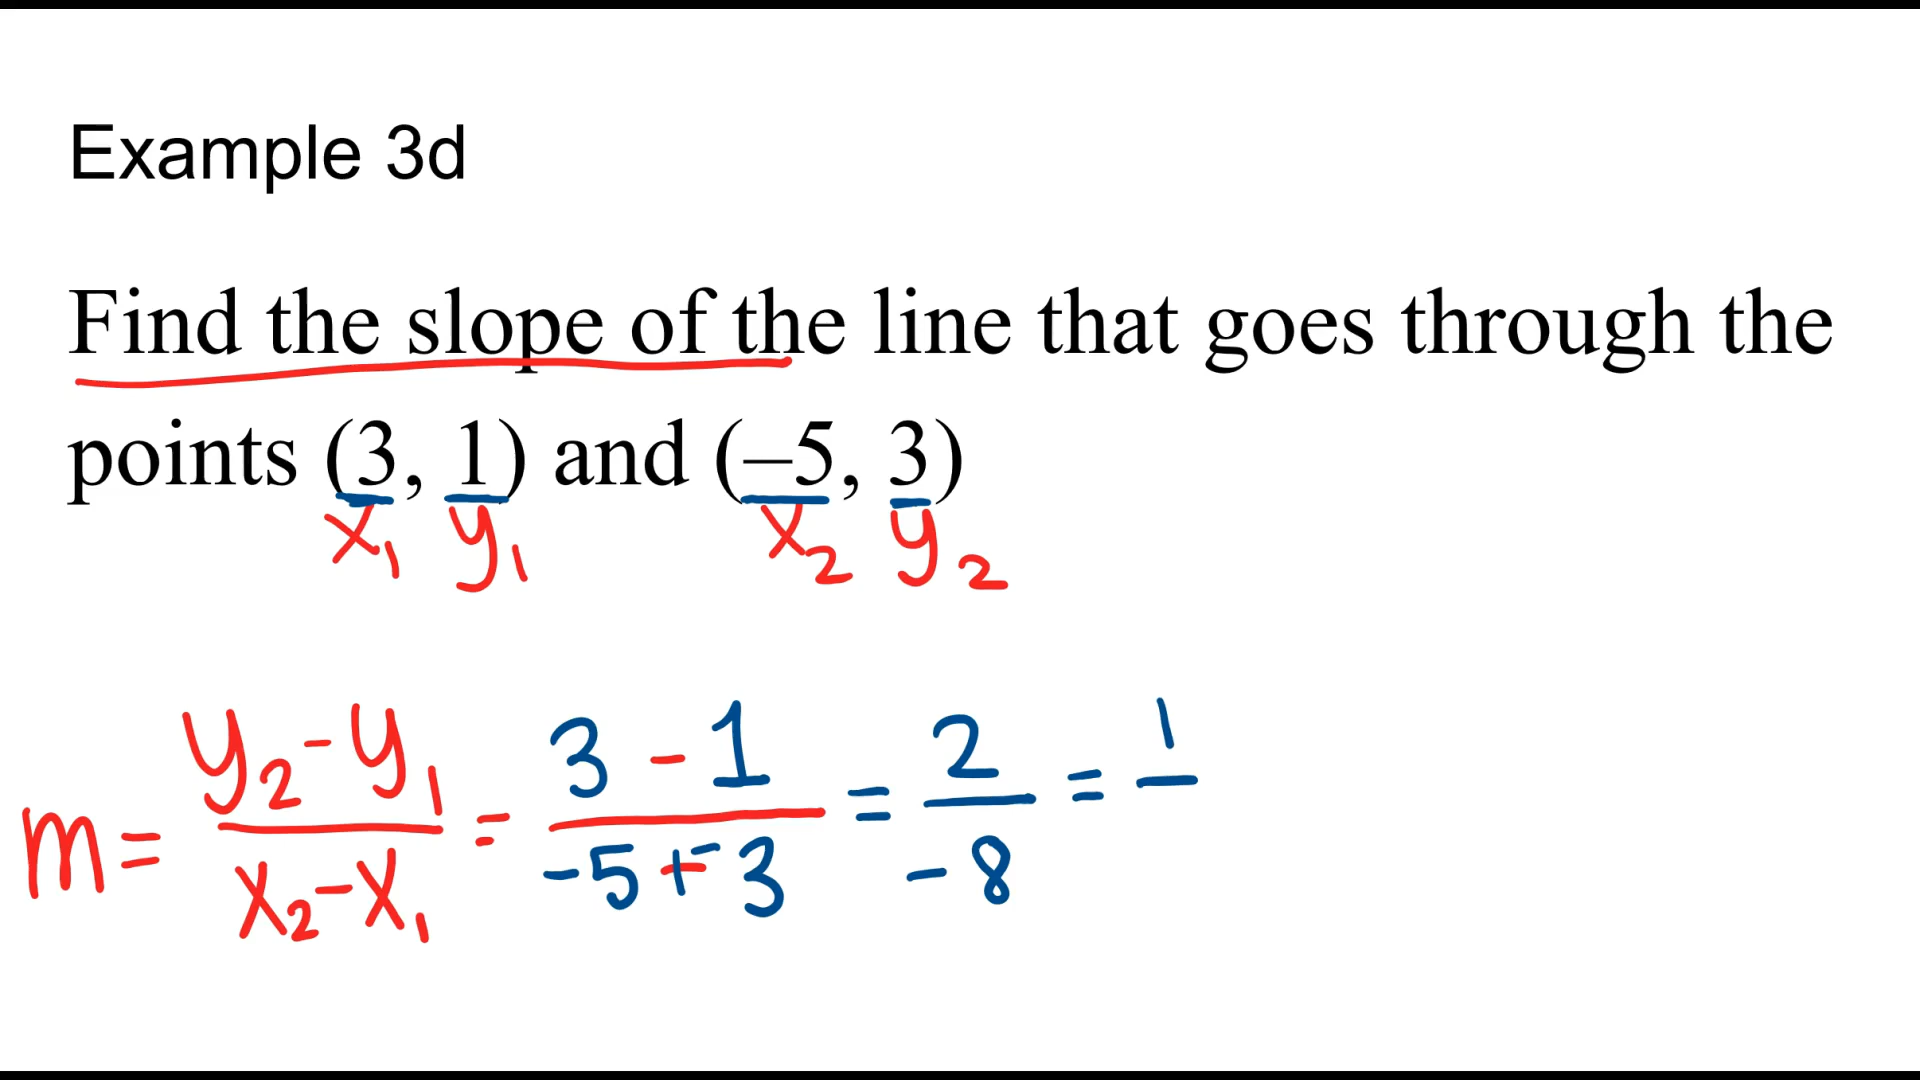 Example 3d
Find the slope of the line that goes through the
points (3, 1) and (–5, 3)
x₁ y₁ x₂ y₂
m = (y₂ - y₁)/(x₂ - x₁) = (3 - 1)/(-5 + -3) = 2/-8 = 1/